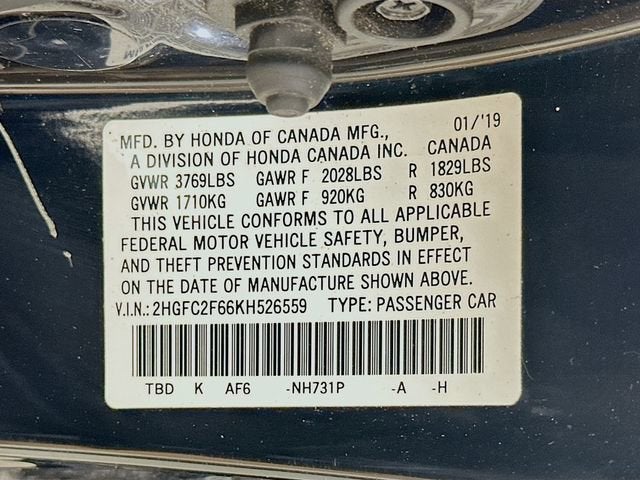 MFD. BY HONDA OF CANADA MFG., 01/'19
A DIVISION OF HONDA CANADA INC. CANADA
GVWR 3769LBS GAWR F 2028LBS R 1829LBS
GVWR 1710KG GAWR F 920KG R 830KG
THIS VEHICLE CONFORMS TO ALL APPLICABLE
FEDERAL MOTOR VEHICLE SAFETY, BUMPER,
AND THEFT PREVENTION STANDARDS IN EFFECT
ON THE DATE OF MANUFACTURE SHOWN ABOVE.
V.I.N.: 2HGFC2F66KH526559 TYPE: PASSENGER CAR
TBD K AF6 -NH731P -A -H